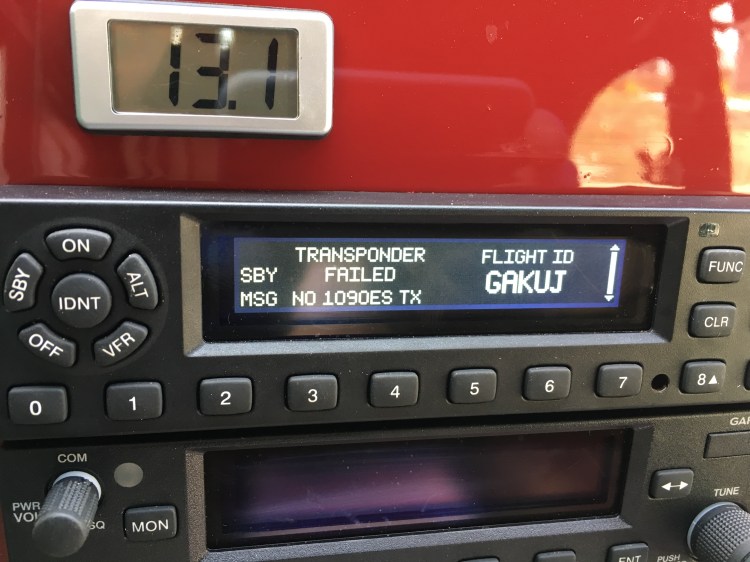 13.1
ON
SBY
ALT
IDNT
OFF
VFR
TRANSPONDER FLIGHT ID
SBY FAILED GAKUJ
MSG NO 1090ES TX
FUNC
CLR
0 1 2 3 4 5 6 7 8▲
COM
PWR
SQ
MON
↔
TUNE
ENT
PUSH